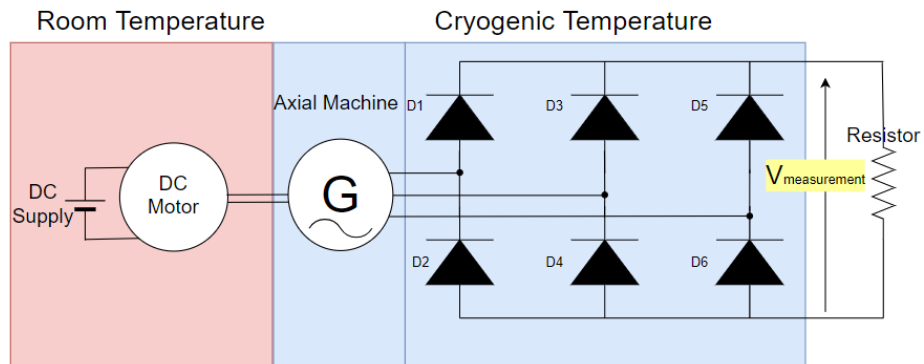 Room Temperature
Cryogenic Temperature
Axial Machine
D1
D3
D5
Resistor
DC
Supply
DC
Motor
G
Vmeasurement
D2
D4
D6